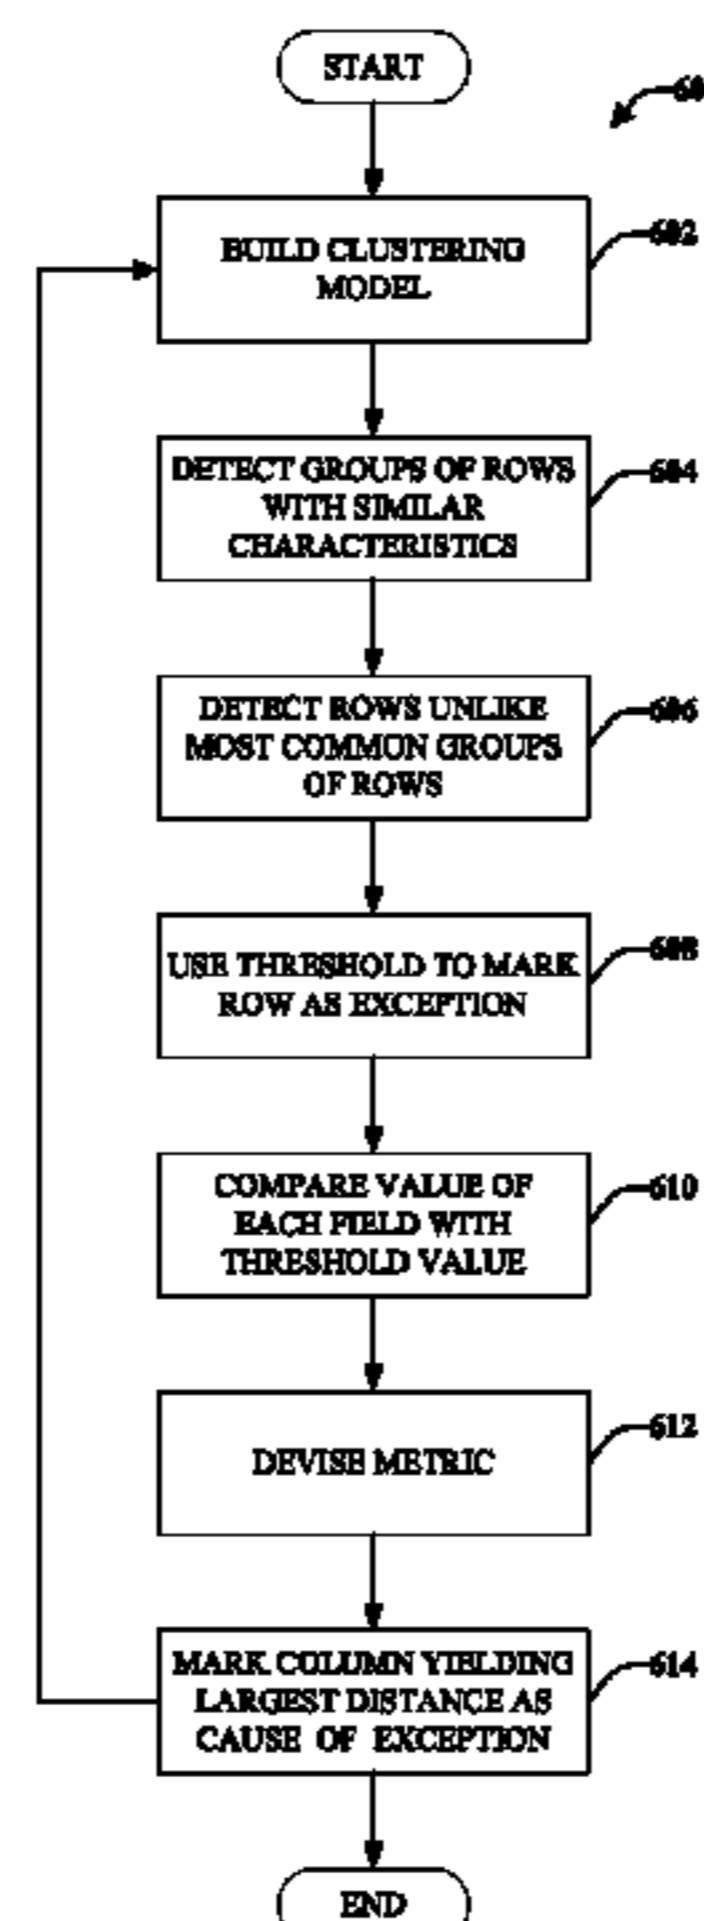 START
60
BUILD CLUSTERING
MODEL
602
DETECT GROUPS OF ROWS
WITH SIMILAR
CHARACTERISTICS
604
DETECT ROWS UNLIKE
MOST COMMON GROUPS
OF ROWS
606
USE THRESHOLD TO MARK
ROW AS EXCEPTION
608
COMPARE VALUE OF
EACH FIELD WITH
THRESHOLD VALUE
610
DEVISE METRIC
612
MARK COLUMN YIELDING
LARGEST DISTANCE AS
CAUSE OF EXCEPTION
614
END